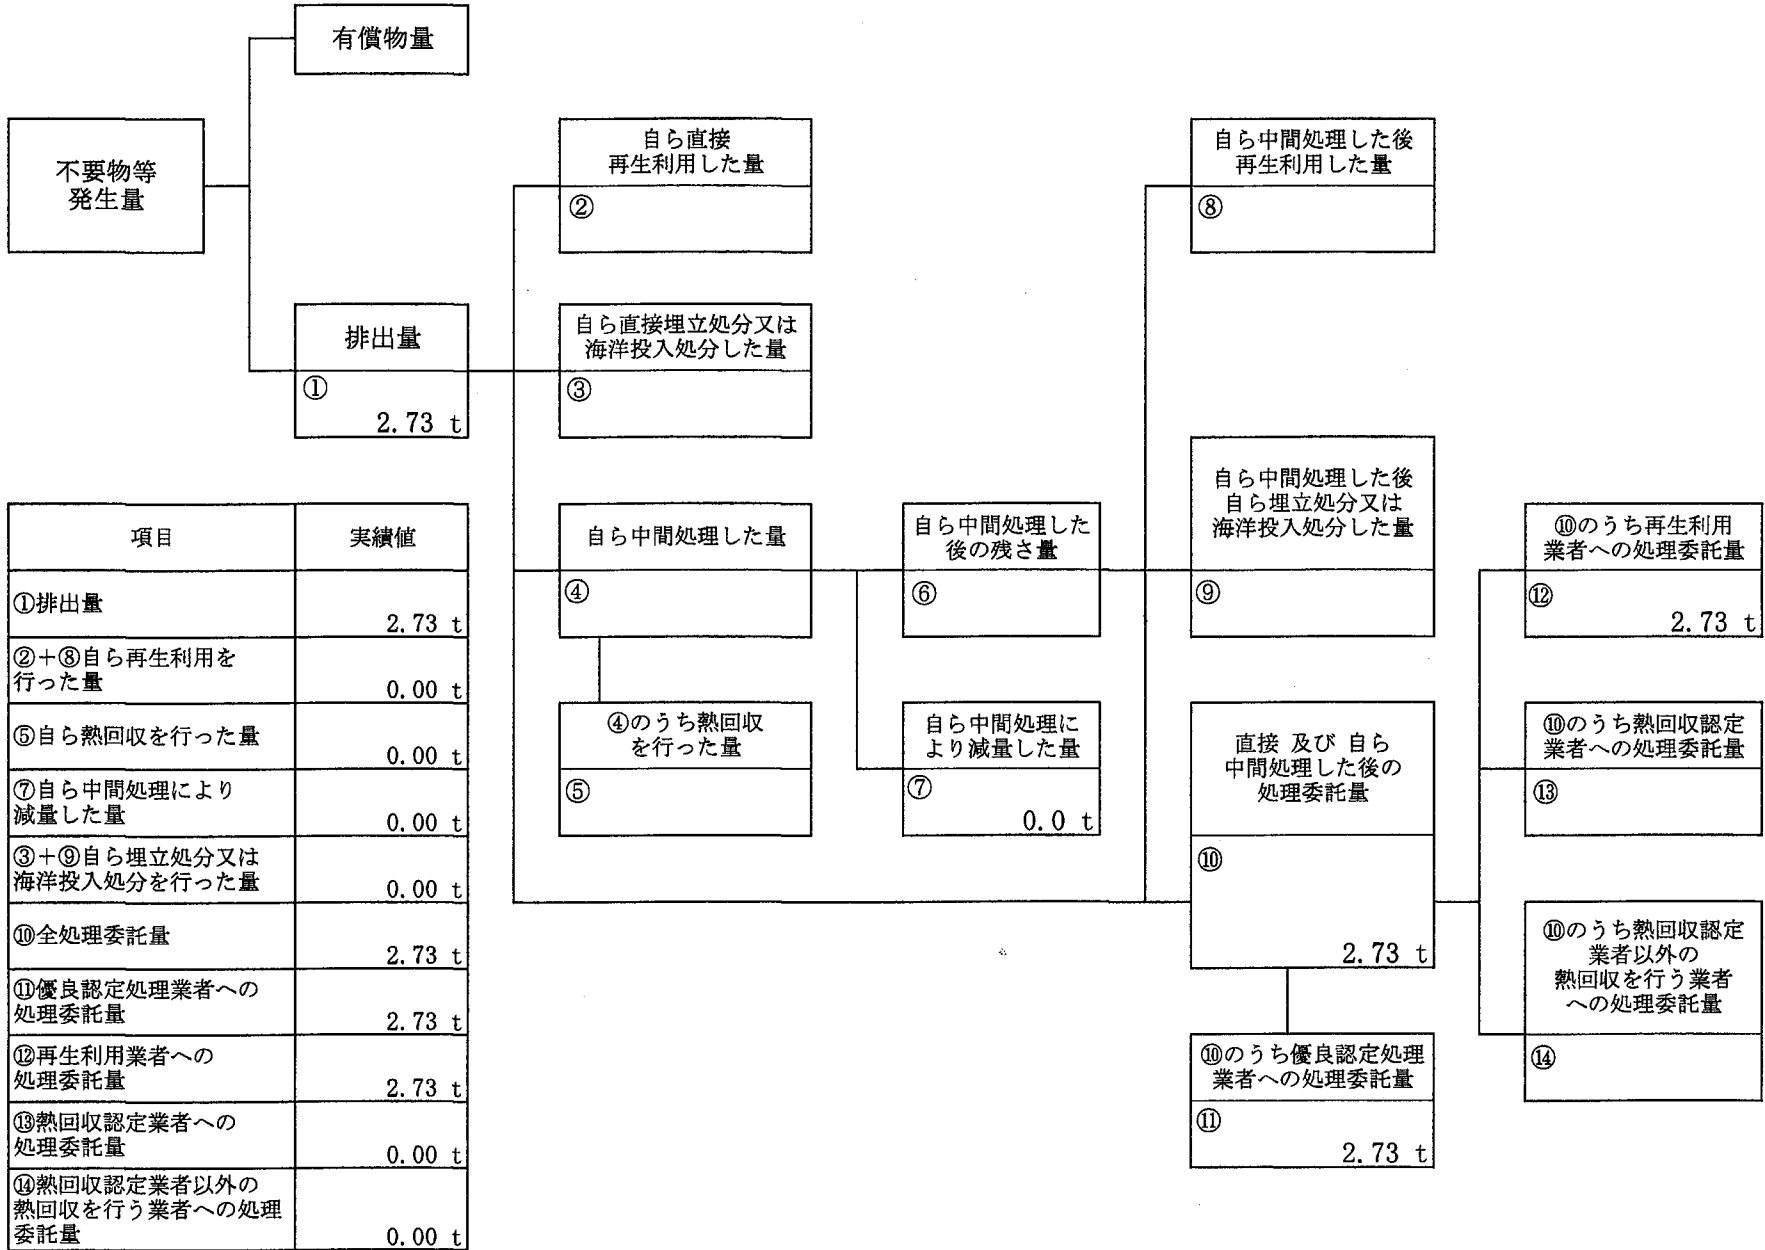 有償物量
不要物等
発生量
排出量
①
2.73 t
自ら直接
再生利用した量
②
自ら直接埋立処分又は
海洋投入処分した量
③
自ら中間処理した量
④
④のうち熱回収
を行った量
⑤
自ら中間処理した
後の残さ量
⑥
自ら中間処理に
より減量した量
⑦
0.0 t
自ら中間処理した後
再生利用した量
⑧
自ら中間処理した後
自ら埋立処分又は
海洋投入処分した量
⑨
直接 及び 自ら
中間処理した後の
処理委託量
⑩
2.73 t
⑩のうち優良認定処理
業者への処理委託量
⑪
2.73 t
⑩のうち再生利用
業者への処理委託量
⑫
2.73 t
⑩のうち熱回収認定
業者への処理委託量
⑬
⑩のうち熱回収認定
業者以外の
熱回収を行う業者
への処理委託量
⑭
項目 実績値
①排出量
2.73 t
②＋⑧自ら再生利用を
行った量
0.00 t
⑤自ら熱回収を行った量
0.00 t
⑦自ら中間処理により
減量した量
0.00 t
③＋⑨自ら埋立処分又は
海洋投入処分を行った量
0.00 t
⑩全処理委託量
2.73 t
⑪優良認定処理業者への
処理委託量
2.73 t
⑫再生利用業者への
処理委託量
2.73 t
⑬熱回収認定業者への
処理委託量
0.00 t
⑭熱回収認定業者以外の
熱回収を行う業者への処理
委託量
0.00 t